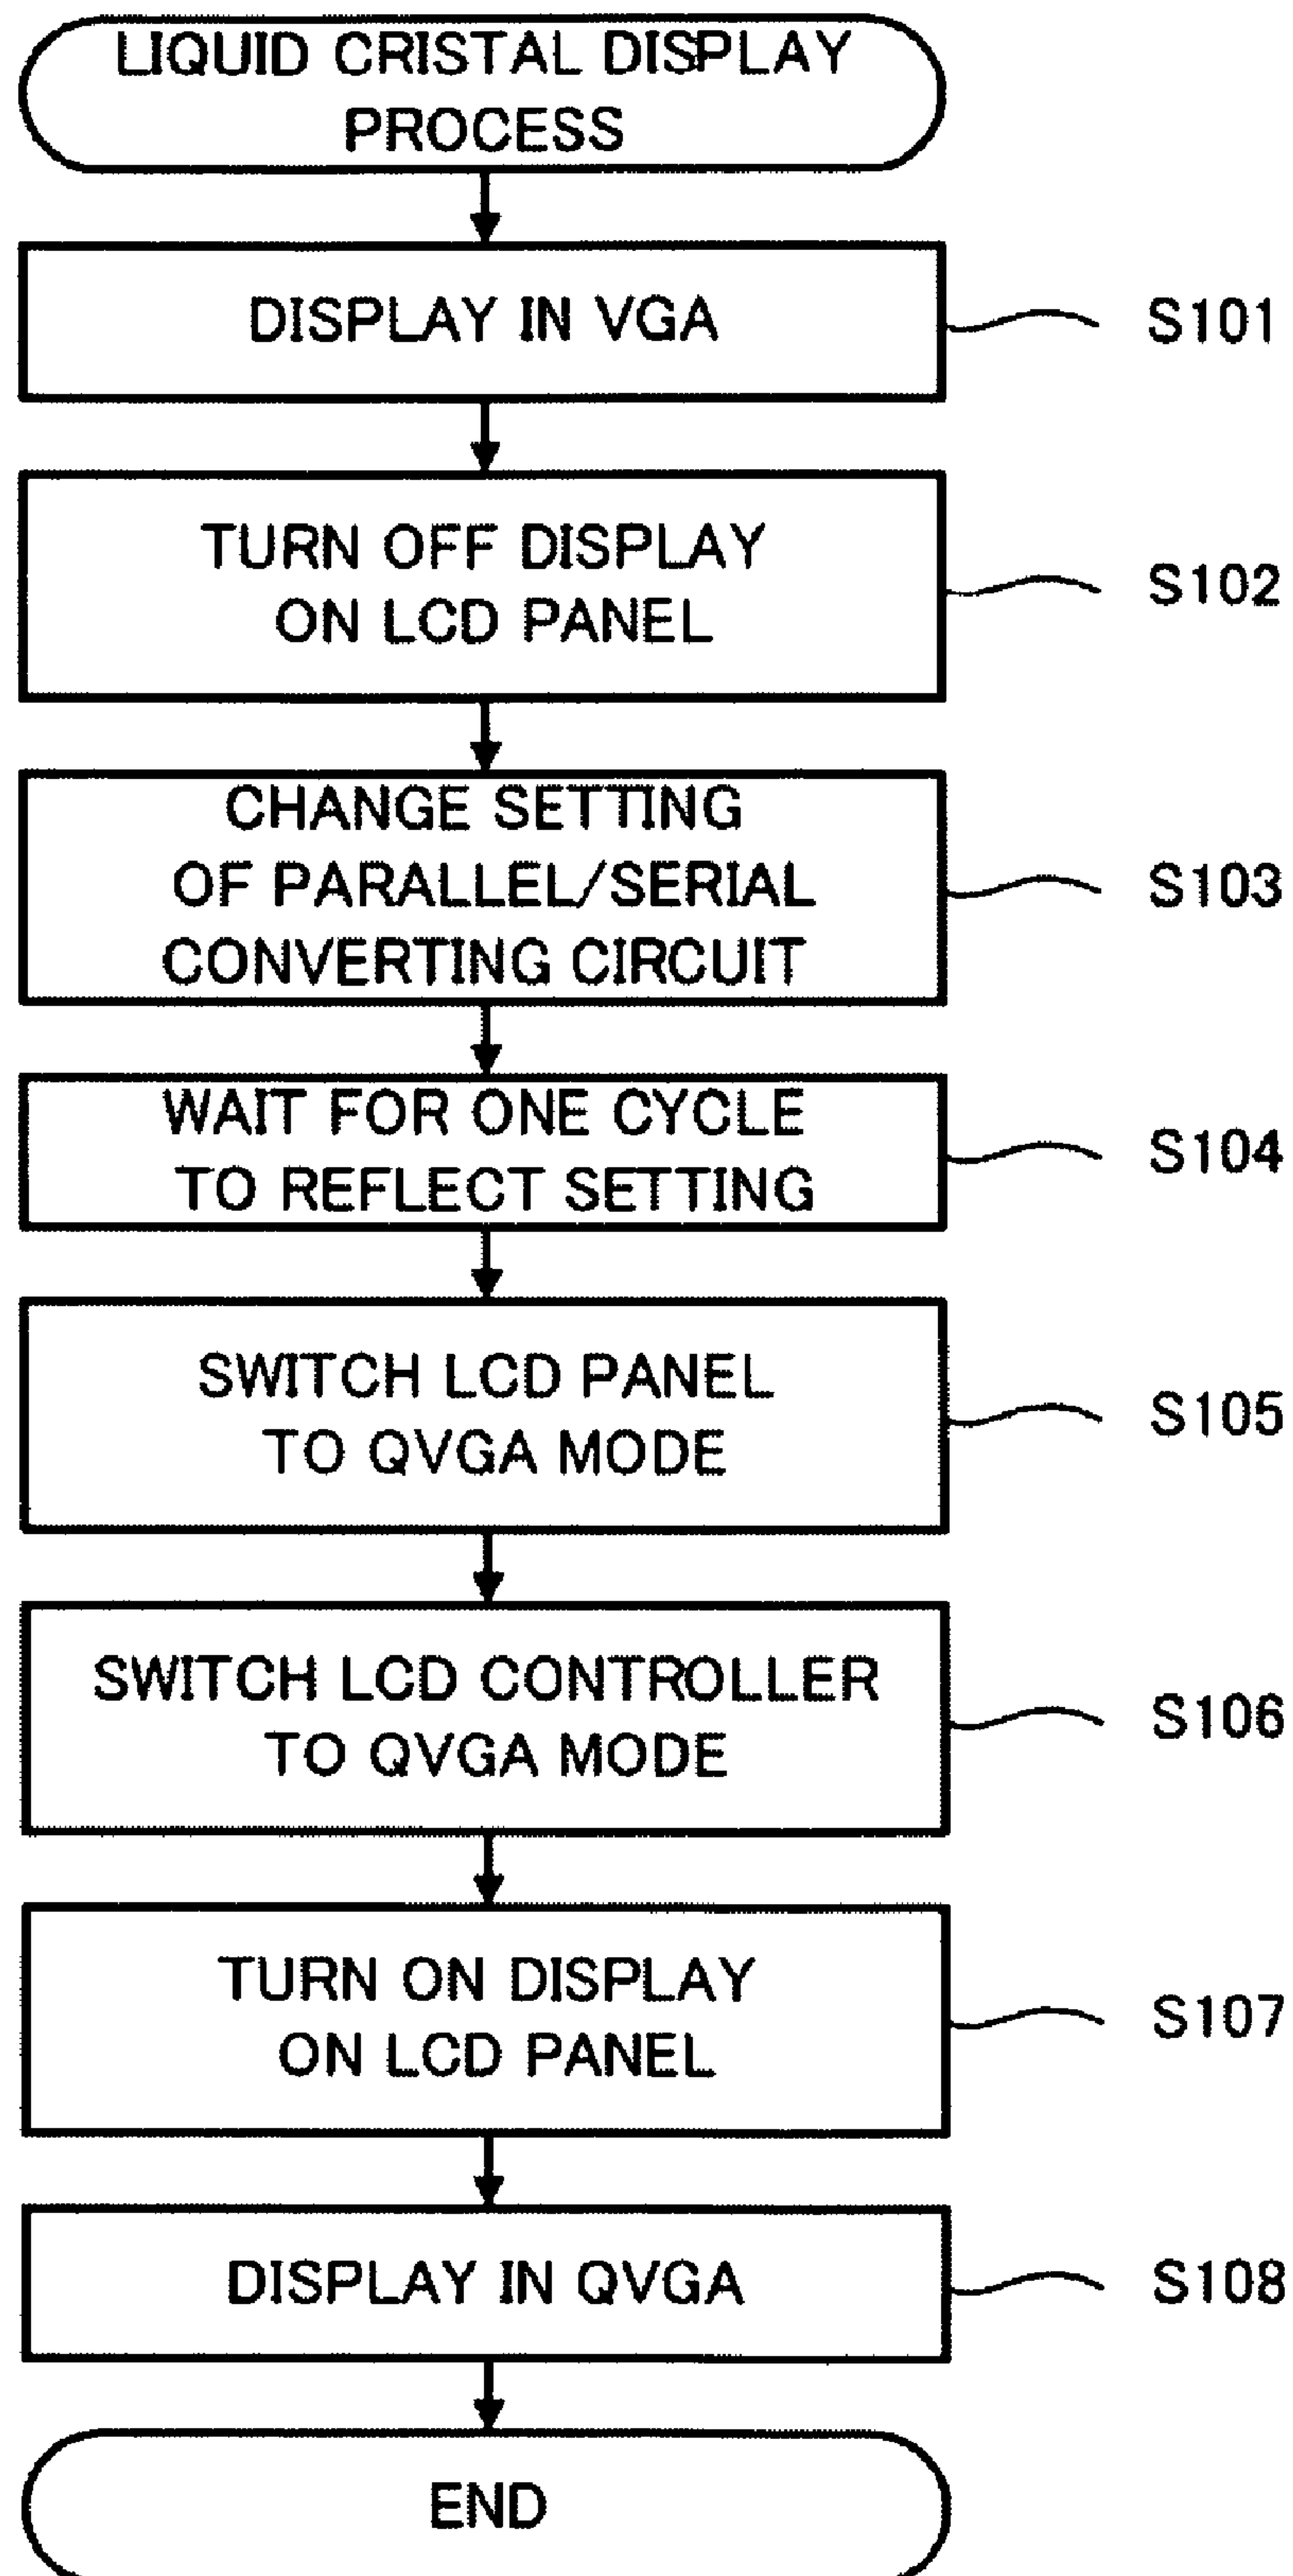 LIQUID CRISTAL DISPLAY
PROCESS
DISPLAY IN VGA
S101
TURN OFF DISPLAY
ON LCD PANEL
S102
CHANGE SETTING
OF PARALLEL/SERIAL
CONVERTING CIRCUIT
S103
WAIT FOR ONE CYCLE
TO REFLECT SETTING
S104
SWITCH LCD PANEL
TO QVGA MODE
S105
SWITCH LCD CONTROLLER
TO QVGA MODE
S106
TURN ON DISPLAY
ON LCD PANEL
S107
DISPLAY IN QVGA
S108
END